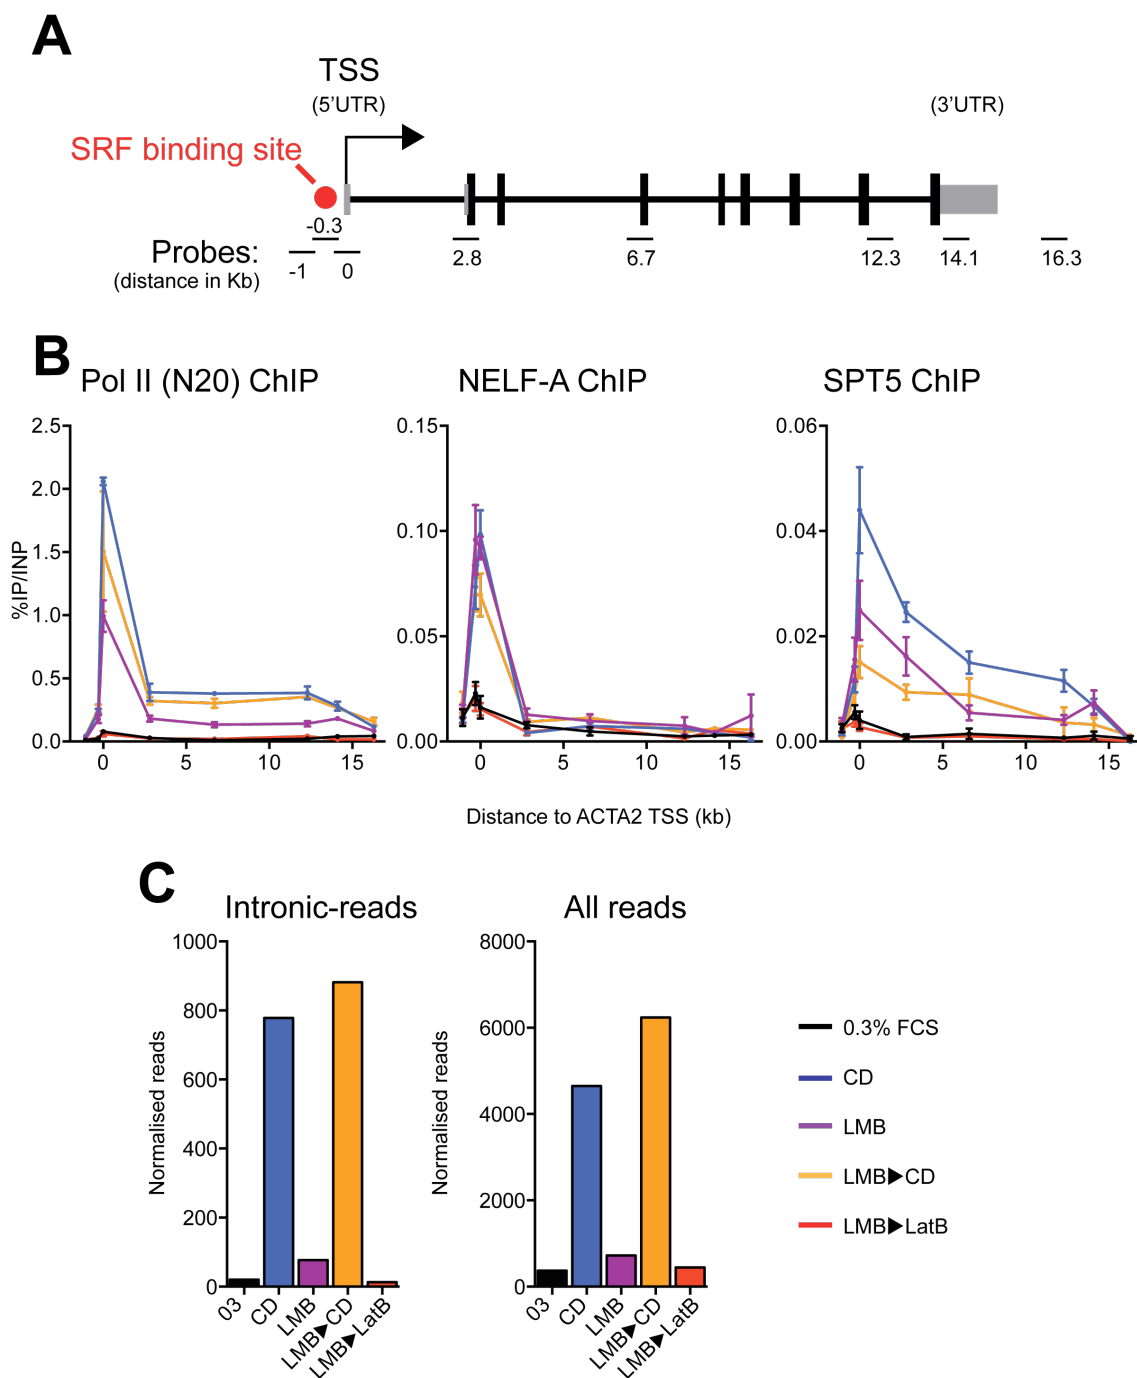 A
TSS
(5'UTR)
(3'UTR)
SRF binding site
-0.3
Probes:
(distance in Kb)
-1
0
2.8
6.7
12.3
14.1
16.3
B
Pol II (N20) ChIP
NELF-A ChIP
SPT5 ChIP
%IP/INP
2.5
2.0
1.5
1.0
0.5
0.0
0
5
10
15
0.15
0.10
0.05
0.00
0
5
10
15
0.06
0.04
0.02
0.00
0
5
10
15
Distance to ACTA2 TSS (kb)
C
Intronic-reads
All reads
Normalised reads
1000
800
600
400
200
0
03
CD
LMB
LMB▶CD
LMB▶LatB
Normalised reads
8000
6000
4000
2000
0
03
CD
LMB
LMB▶CD
LMB▶LatB
0.3% FCS
CD
LMB
LMB▶CD
LMB▶LatB